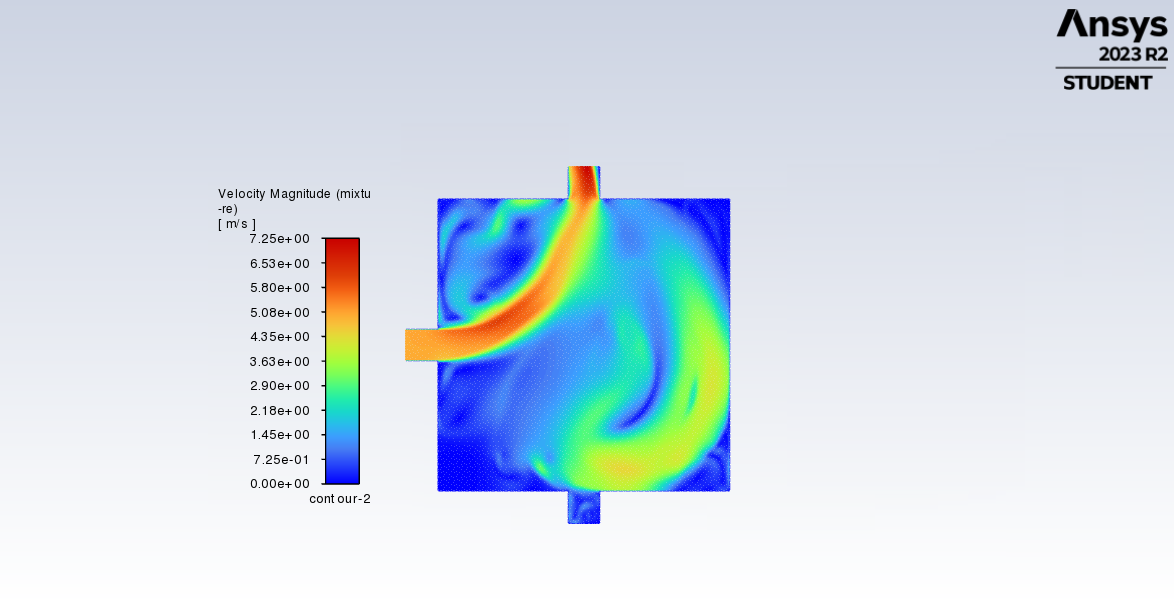 Ansys
2023 R2
STUDENT
Velocity Magnitude (mixtu
-re)
[ m/s ]
7.25e+00
6.53e+00
5.80e+00
5.08e+00
4.35e+00
3.63e+00
2.90e+00
2.18e+00
1.45e+00
7.25e-01
0.00e+00
contour-2